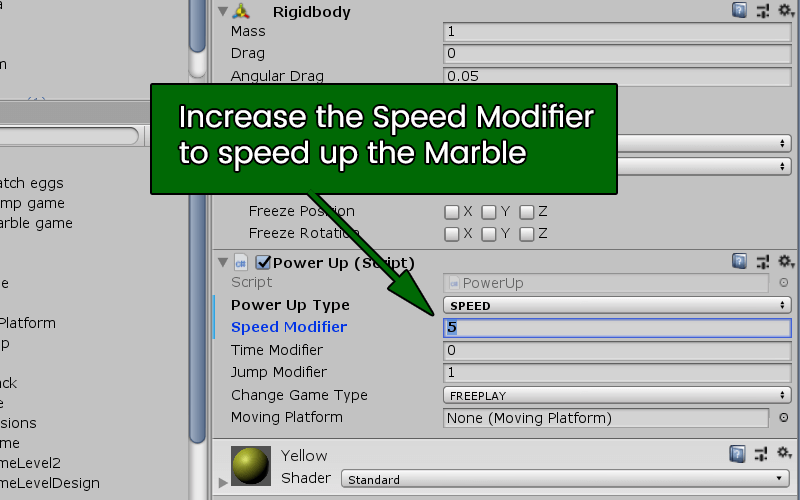 Rigidbody
Mass 1
Drag 0
Angular Drag 0.05
Increase the Speed Modifier
to speed up the Marble
Freeze Position X Y Z
Freeze Rotation X Y Z
Power Up (Script)
Script PowerUp
Power Up Type SPEED
Speed Modifier 5
Time Modifier 0
Jump Modifier 1
Change Game Type FREEPLAY
Moving Platform None (Moving Platform)
Yellow
Shader Standard
atch eggs
mp game
arble game
e
Platform
p
ck
e
sions
me
meLevel2
meLevelDesign